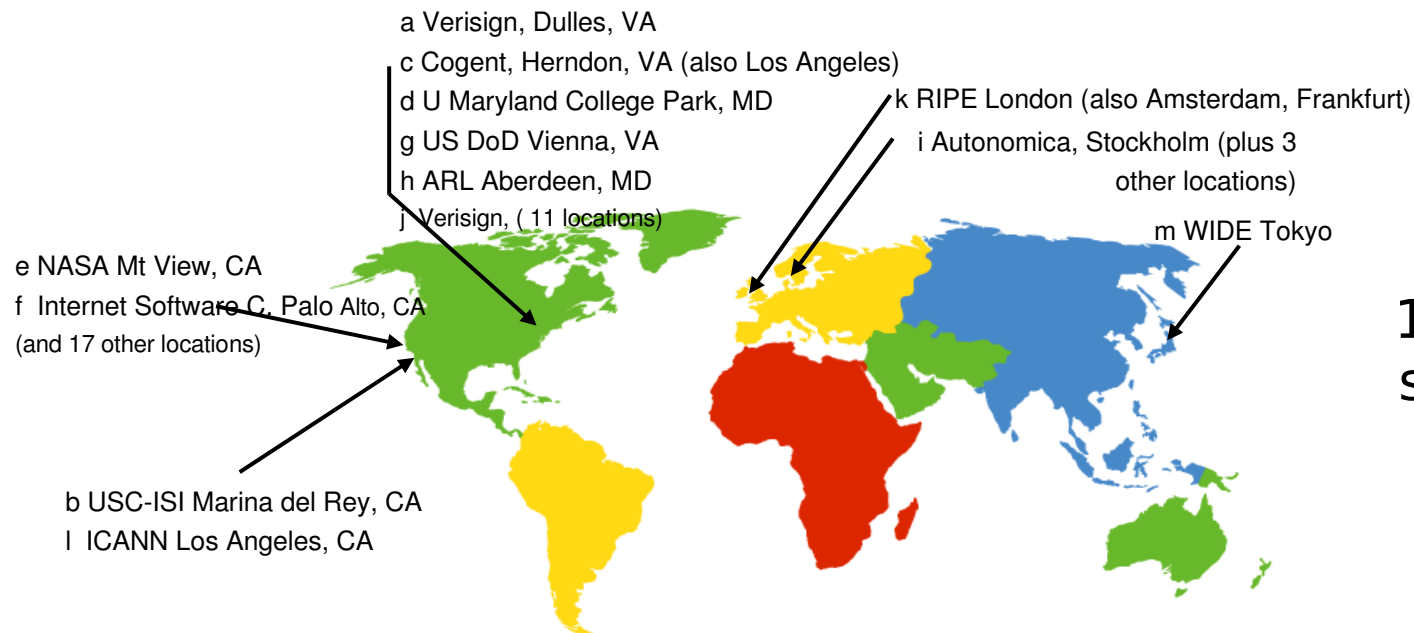 a Verisign, Dulles, VA
c Cogent, Herndon, VA (also Los Angeles)
d U Maryland College Park, MD
g US DoD Vienna, VA
h ARL Aberdeen, MD
j Verisign, ( 11 locations)
k RIPE London (also Amsterdam, Frankfurt)
i Autonomica, Stockholm (plus 3
other locations)
m WIDE Tokyo
e NASA Mt View, CA
f Internet Software C. Palo Alto, CA
(and 17 other locations)
b USC-ISI Marina del Rey, CA
l ICANN Los Angeles, CA